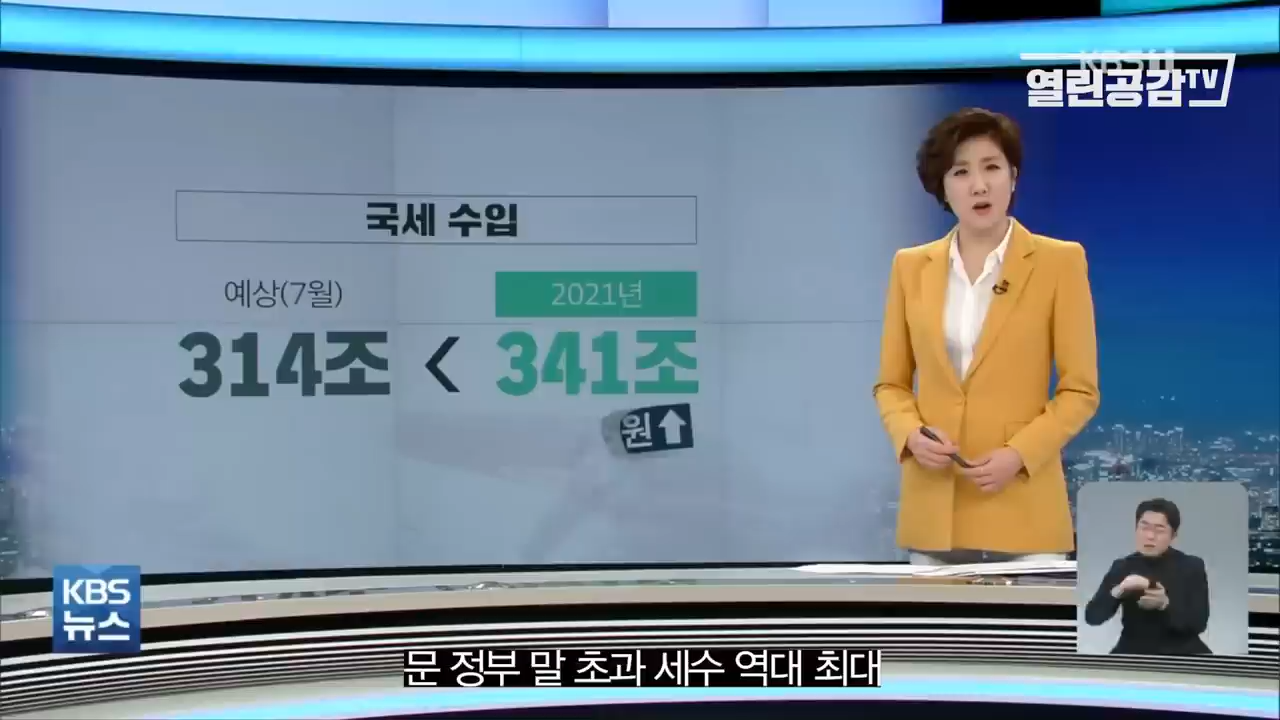 KBS 1
열린공감TV
국세 수입
예상(7월)
2021년
314조 < 341조
원↑
KBS
뉴스
문 정부 말 초과 세수 역대 최대